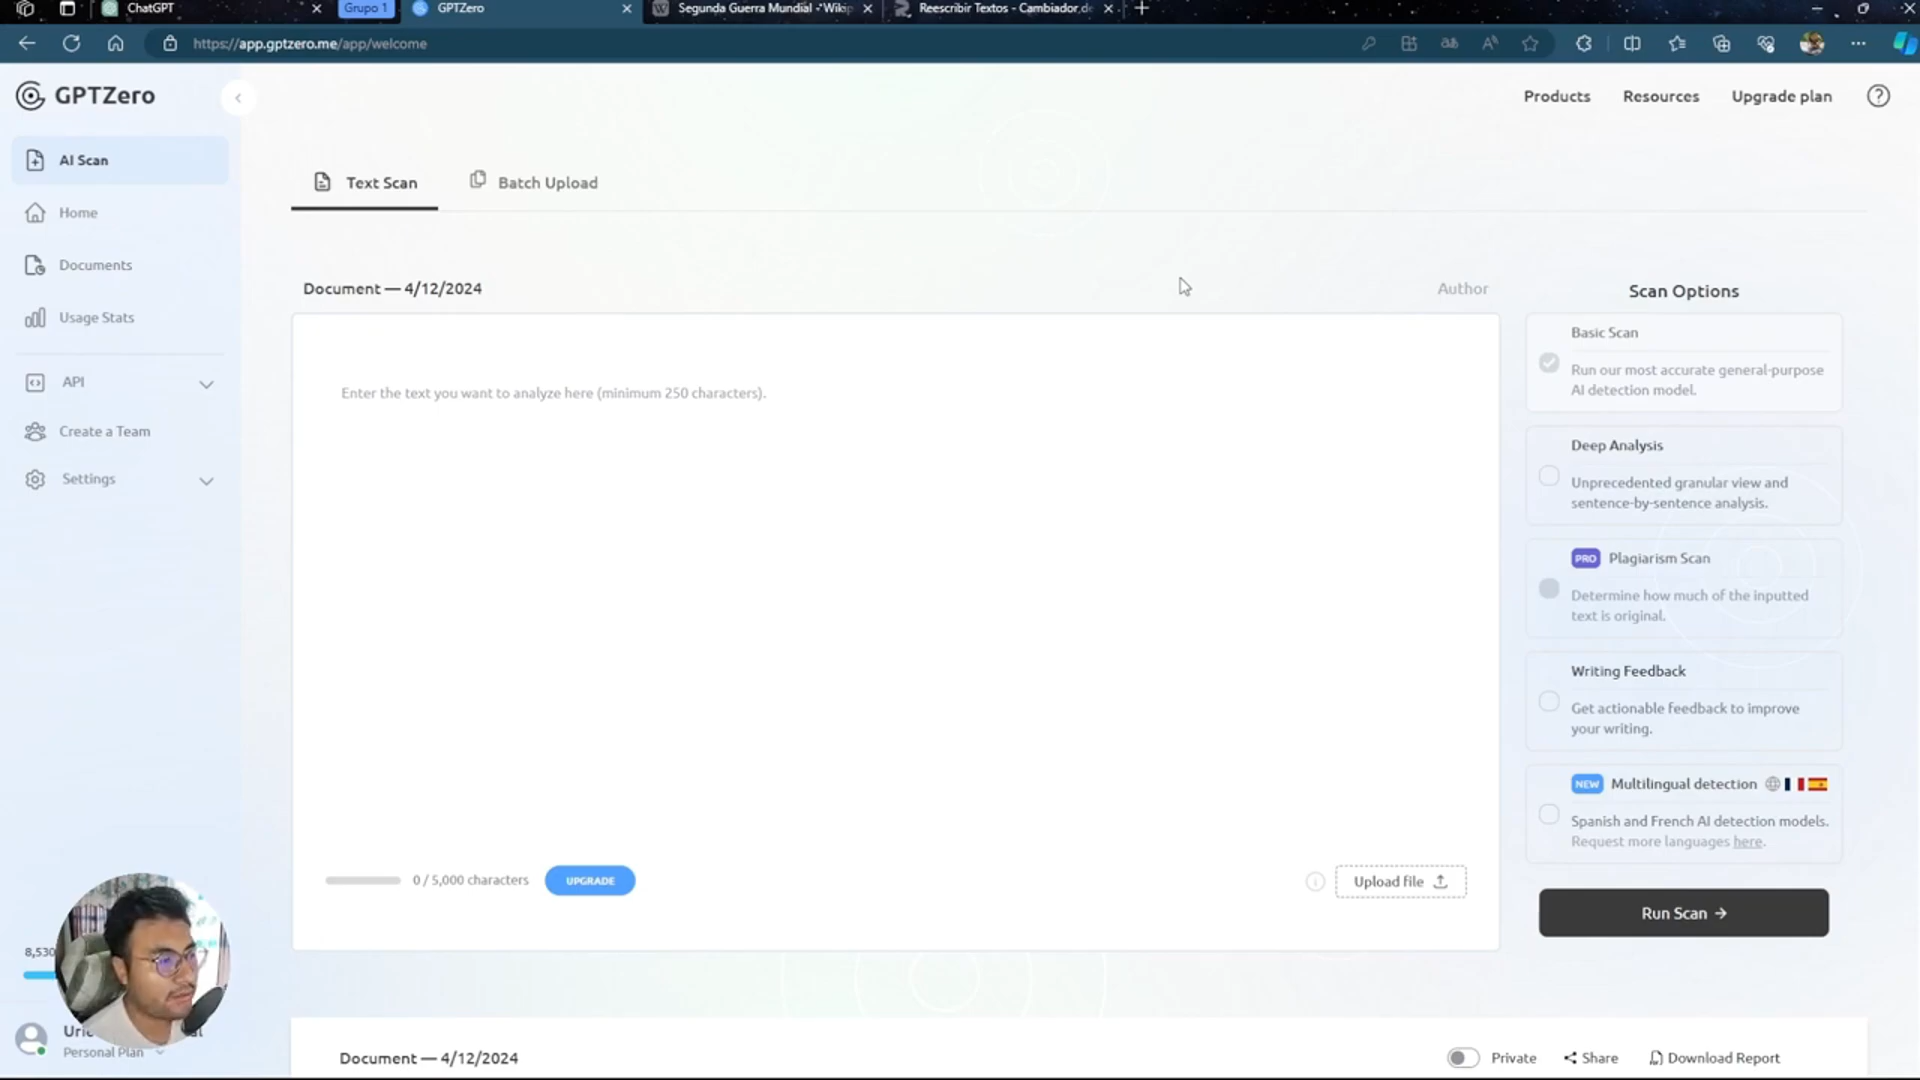 ChatGPT
Grupo 1
GPTZero
Segunda Guerra Mundial - Wikip
Reescribir Textos - Cambiador de
https://app.gptzero.me/app/welcome
GPTZero
Products
Resources
Upgrade plan
AI Scan
Home
Documents
Usage Stats
API
Create a Team
Settings
Text Scan
Batch Upload
Document — 4/12/2024
Author
Enter the text you want to analyze here (minimum 250 characters).
0 / 5,000 characters
UPGRADE
Upload file
Scan Options
Basic Scan
Run our most accurate general-purpose
AI detection model.
Deep Analysis
Unprecedented granular view and
sentence-by-sentence analysis.
PRO Plagiarism Scan
Determine how much of the inputted
text is original.
Writing Feedback
Get actionable feedback to improve
your writing.
NEW Multilingual detection
Spanish and French AI detection models.
Request more languages here.
Run Scan →
8,530
Personal Plan
Document — 4/12/2024
Private
Share
Download Report